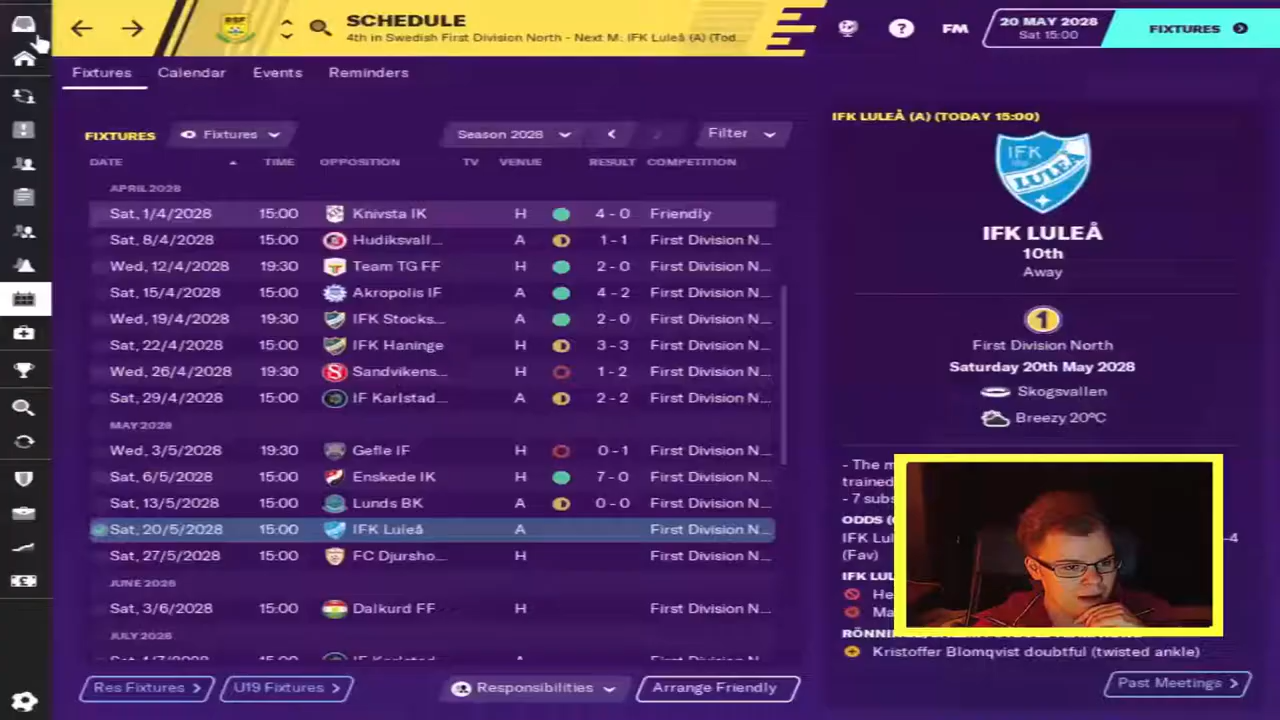 SCHEDULE
4th in Swedish First Division North - Next M: IFK Luleå (A) (Tod...
FM
20 MAY 2028
Sat 15:00
FIXTURES
Fixtures Calendar Events Reminders
FIXTURES Fixtures Season 2028 Filter
DATE TIME OPPOSITION TV VENUE RESULT COMPETITION
APRIL 2028
Sat, 1/4/2028 15:00 Knivsta IK H 4 - 0 Friendly
Sat, 8/4/2028 15:00 Hudiksvall... A 1 - 1 First Division N...
Wed, 12/4/2028 19:30 Team TG FF H 2 - 0 First Division N...
Sat, 15/4/2028 15:00 Akropolis IF A 4 - 2 First Division N...
Wed, 19/4/2028 19:30 IFK Stocks... A 2 - 0 First Division N...
Sat, 22/4/2028 15:00 IFK Haninge H 3 - 3 First Division N...
Wed, 26/4/2028 19:30 Sandvikens... H 1 - 2 First Division N...
Sat, 29/4/2028 15:00 IF Karlstad... A 2 - 2 First Division N...
MAY 2028
Wed, 3/5/2028 19:30 Gefle IF H 0 - 1 First Division N...
Sat, 6/5/2028 15:00 Enskede IK H 7 - 0 First Division N...
Sat, 13/5/2028 15:00 Lunds BK A 0 - 0 First Division N...
Sat, 20/5/2028 15:00 IFK Luleå A First Division N...
Sat, 27/5/2028 15:00 FC Djursho... H First Division N...
JUNE 2028
Sat, 3/6/2028 15:00 Dalkurd FF H First Division N...
JULY 2028
Res Fixtures U19 Fixtures Responsibilities Arrange Friendly
IFK LULEÅ (A) (TODAY 15:00)
IFK
LULEÅ
IFK LULEÅ
10th
Away
1
First Division North
Saturday 20th May 2028
Skogsvallen
Breezy 20°C
- The m
trained
- 7 subs
ODDS
IFK Lul -4
(Fav)
IFK LUL
He
Ma
Kristoffer Blomqvist doubtful (twisted ankle)
Past Meetings